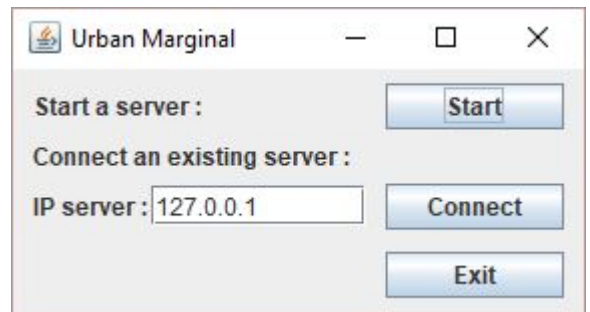 Urban Marginal
Start a server : Start
Connect an existing server :
IP server : 127.0.0.1 Connect
Exit